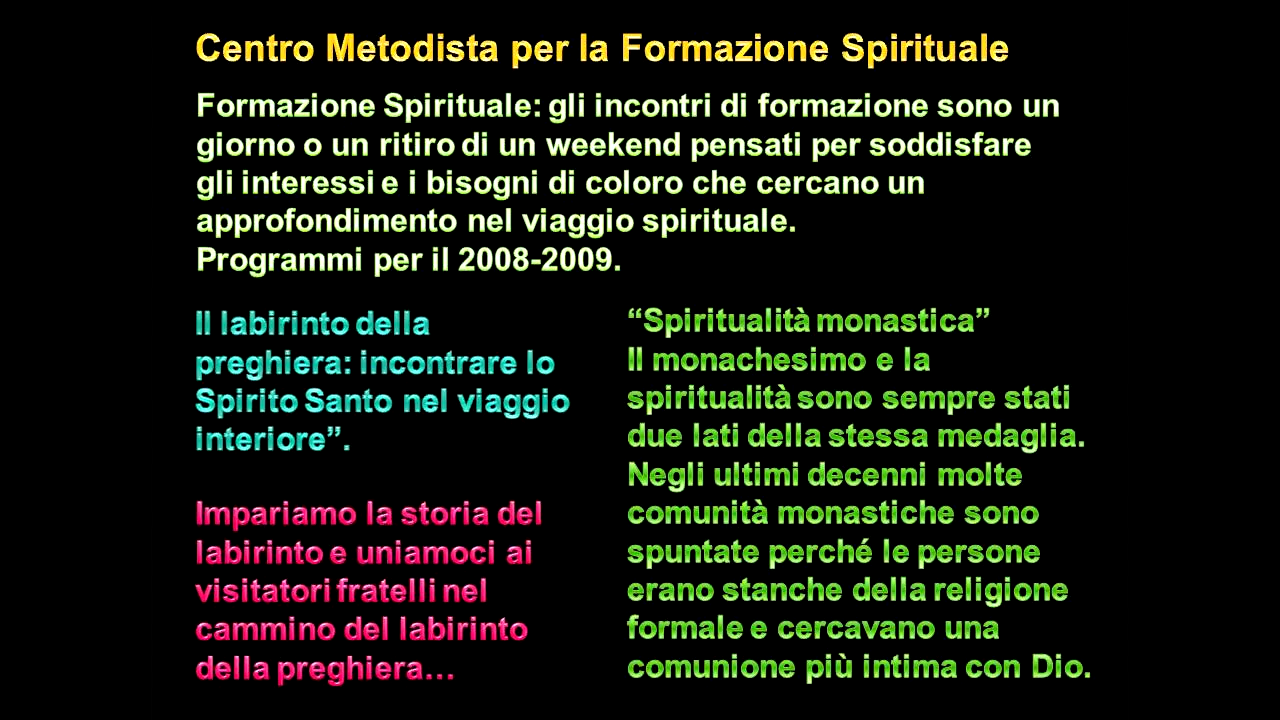 Centro Metodista per la Formazione Spirituale
Formazione Spirituale: gli incontri di formazione sono un
giorno o un ritiro di un weekend pensati per soddisfare
gli interessi e i bisogni di coloro che cercano un
approfondimento nel viaggio spirituale.
Programmi per il 2008-2009.
Il labirinto della
preghiera: incontrare lo
Spirito Santo nel viaggio
interiore”.
Impariamo la storia del
labirinto e uniamoci ai
visitatori fratelli nel
cammino del labirinto
della preghiera…
“Spiritualità monastica”
Il monachesimo e la
spiritualità sono sempre stati
due lati della stessa medaglia.
Negli ultimi decenni molte
comunità monastiche sono
spuntate perché le persone
erano stanche della religione
formale e cercavano una
comunione più intima con Dio.